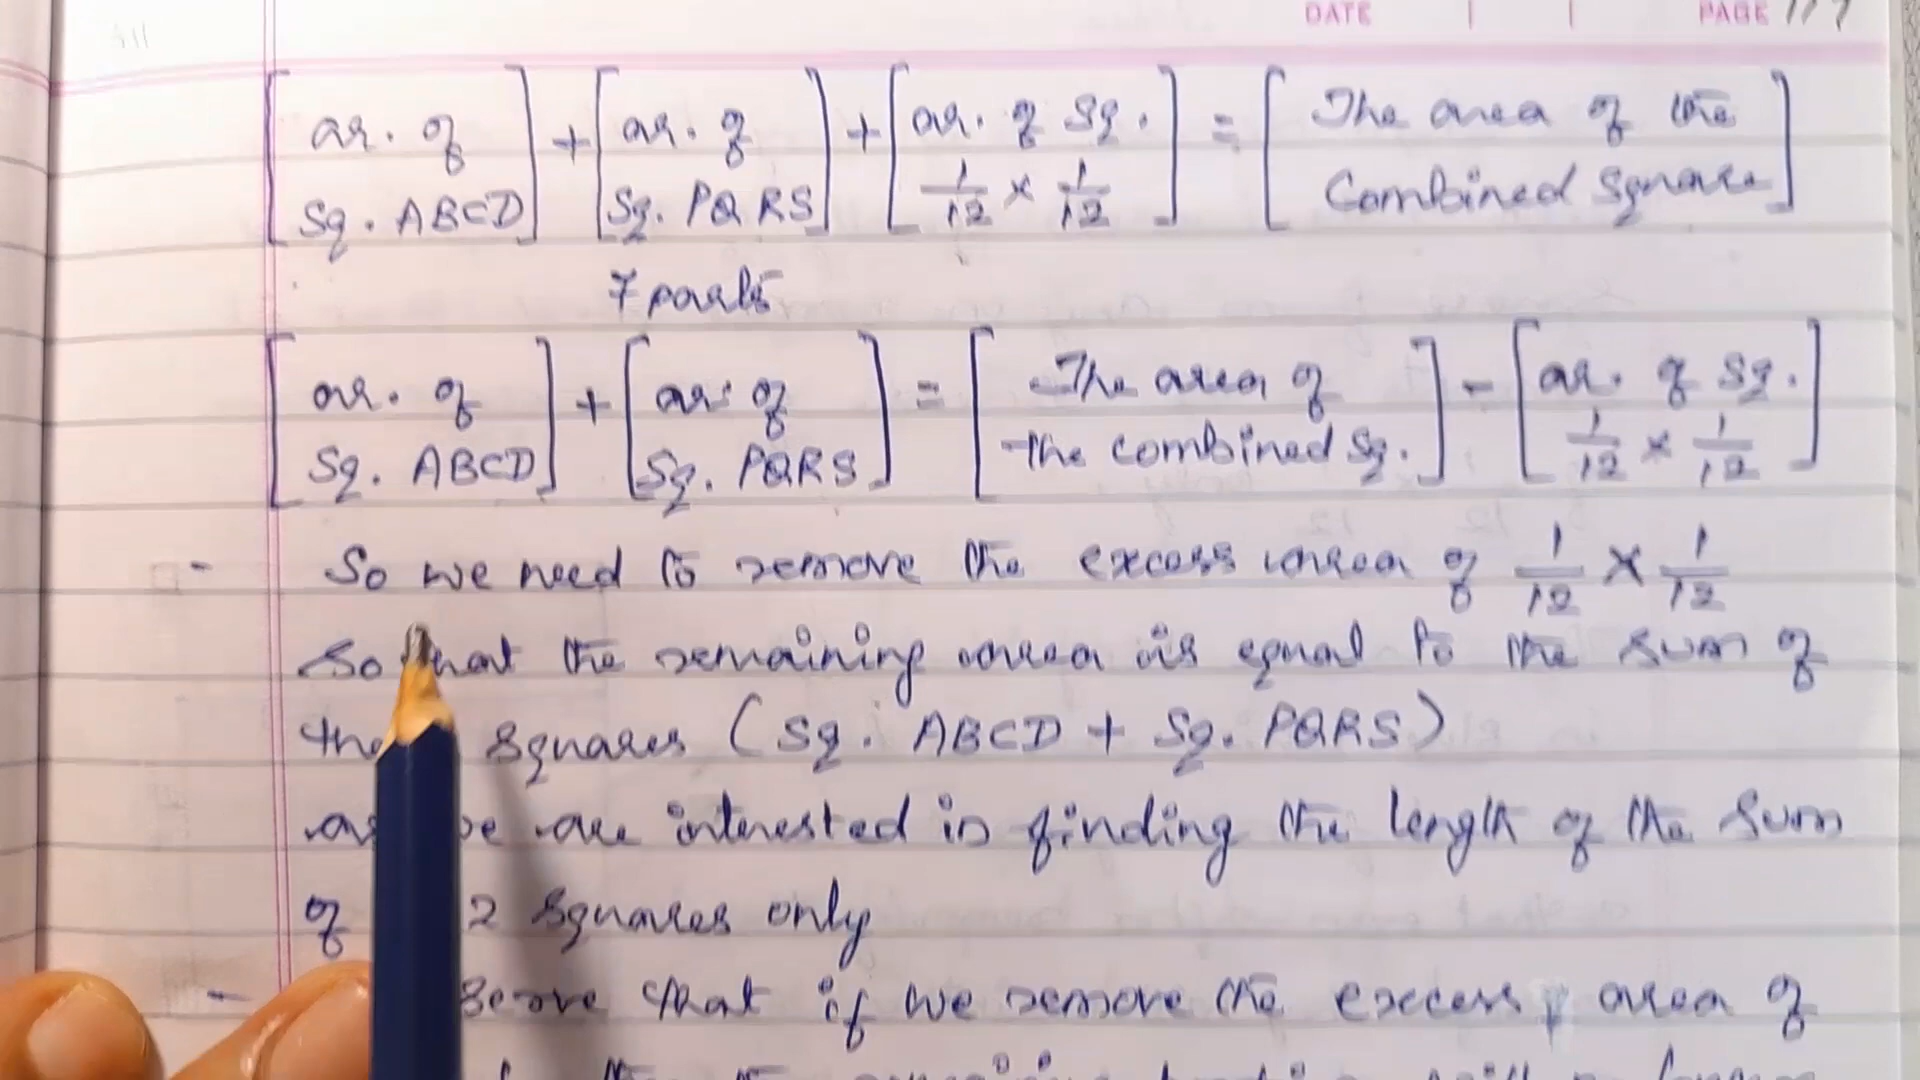 DATE PAGE 117
[ar. of Sq. ABCD] + [ar. of Sq. PQRS] + [ar. of Sq. 1/12 × 1/12] = [The area of the Combined Square]
7 parts
[ar. of Sq. ABCD] + [ar. of Sq. PQRS] = [The area of the combined Sq.] - [ar. of Sq. 1/12 × 1/12]
- So we need to remove the excess area of 1/12 × 1/12
So that the remaining area is equal to the sum of
the squares (Sq. ABCD + Sq. PQRS)
as we are interested in finding the length of the sum
of 2 squares only
- serve that if we remove the excess area of